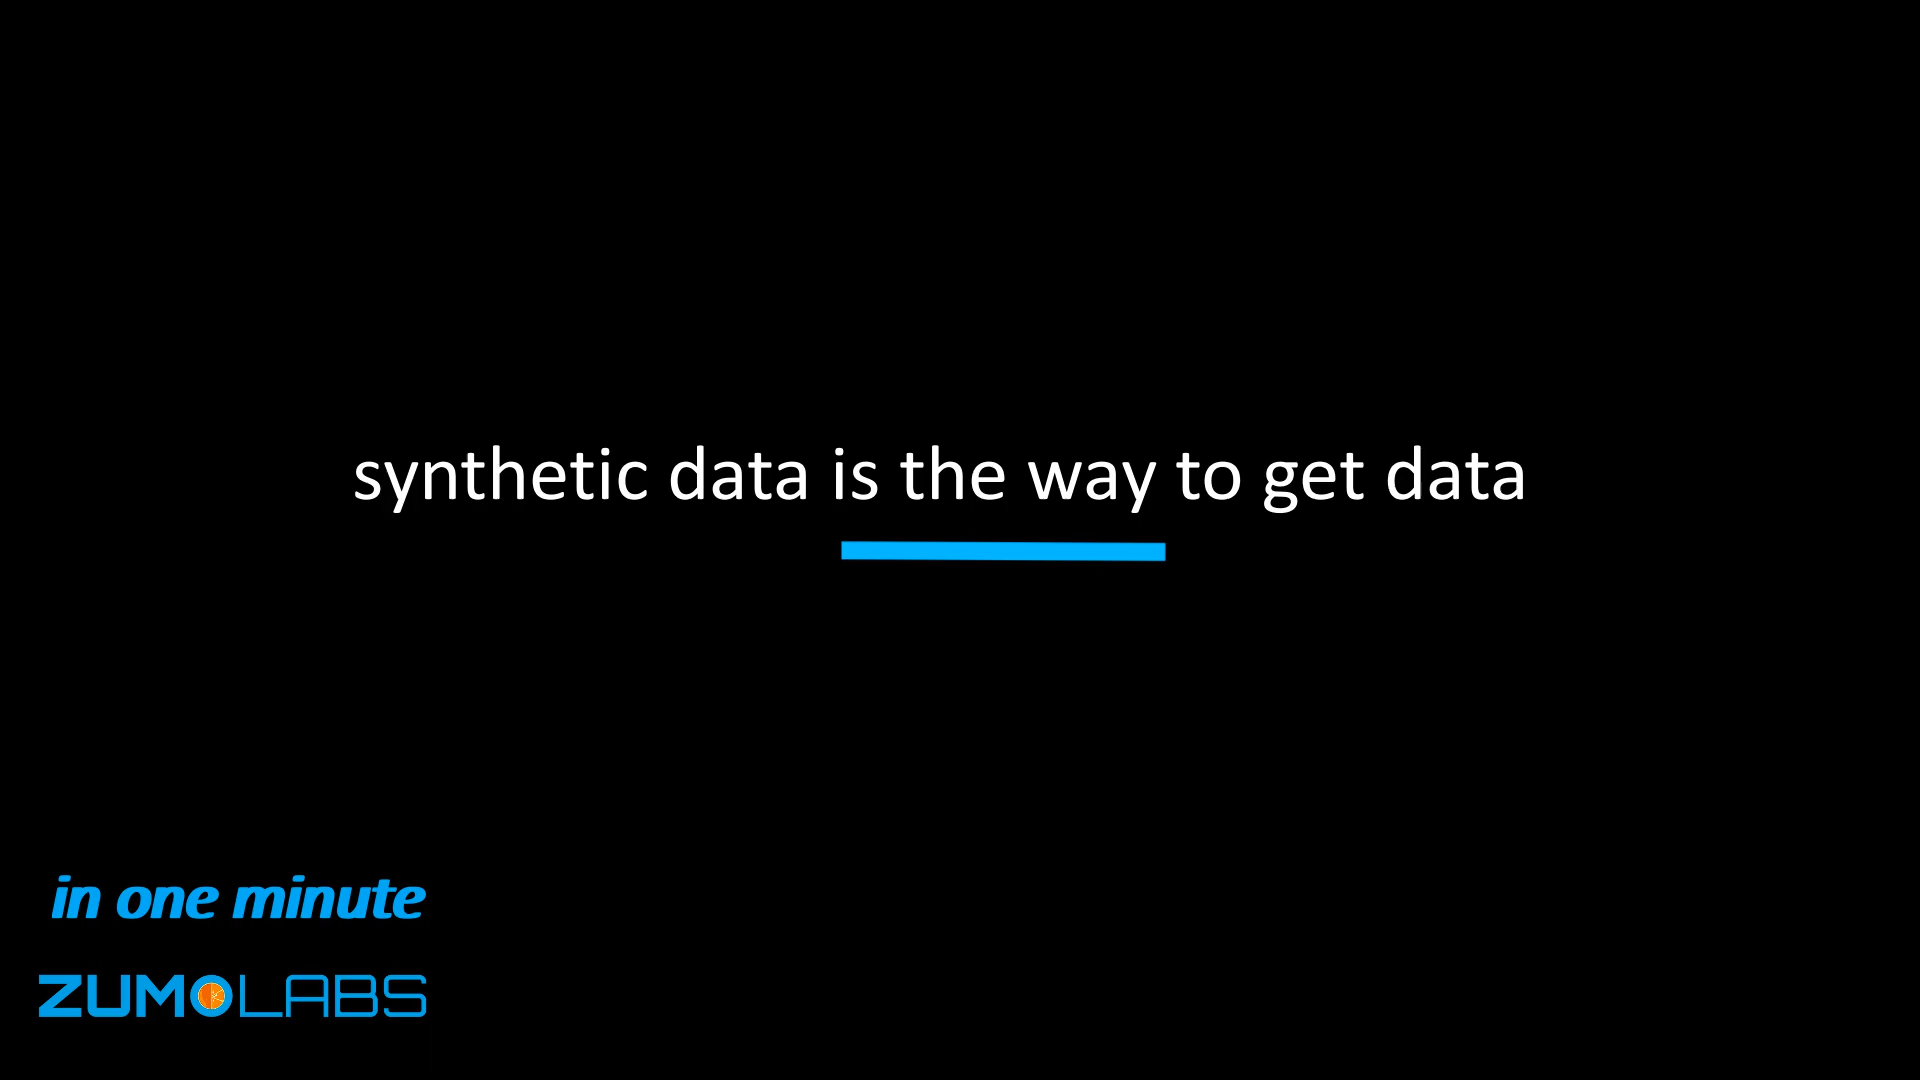 synthetic data is the way to get data
in one minute
ZUMOLABS